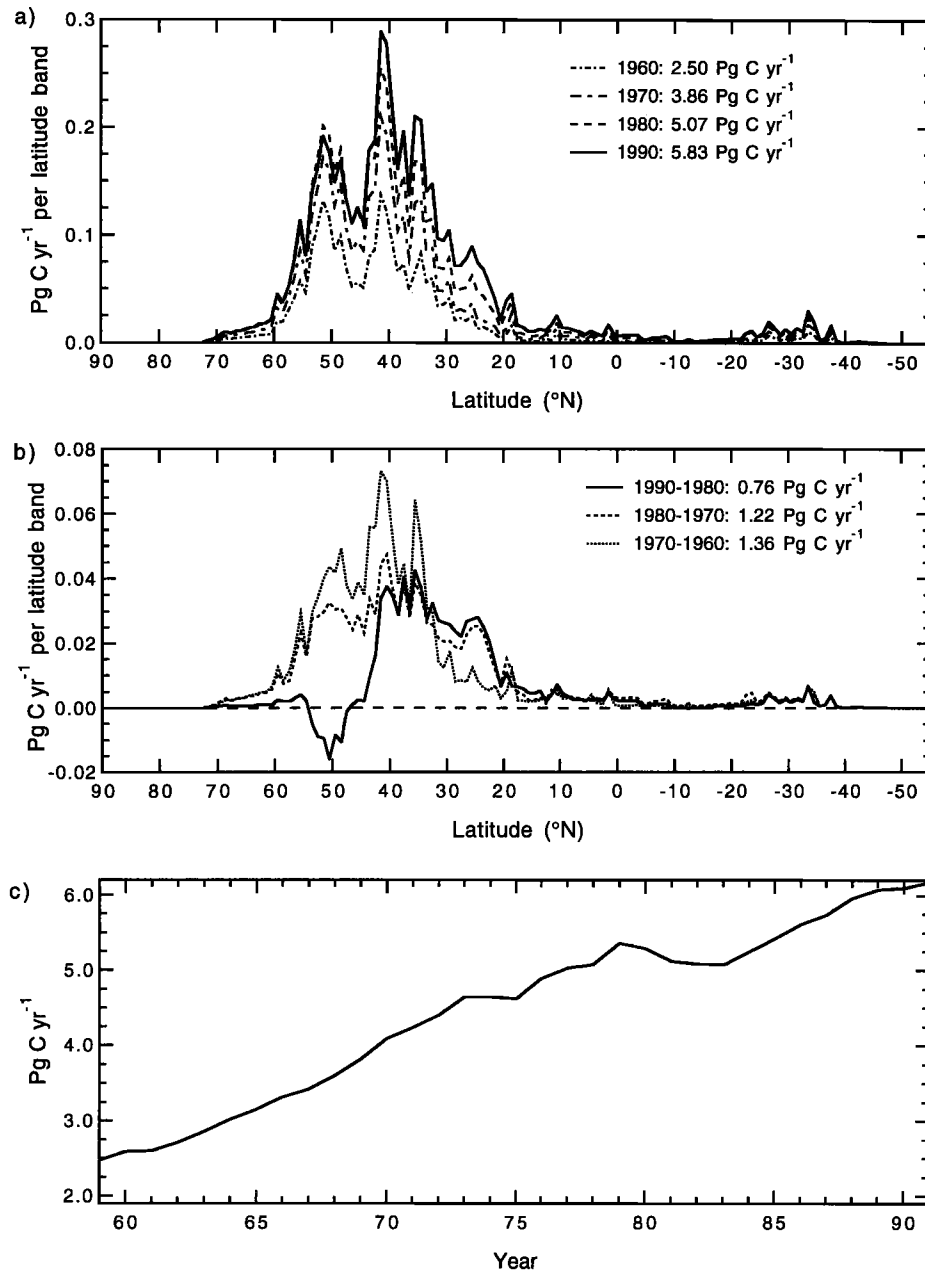 a)
0.3
0.2
0.1
0.0
Pg C yr-1 per latitude band
1960: 2.50 Pg C yr-1
1970: 3.86 Pg C yr-1
1980: 5.07 Pg C yr-1
1990: 5.83 Pg C yr-1
90 80 70 60 50 40 30 20 10 0 -10 -20 -30 -40 -50
Latitude (°N)
b)
0.08
0.06
0.04
0.02
0.00
-0.02
Pg C yr-1 per latitude band
1990-1980: 0.76 Pg C yr-1
1980-1970: 1.22 Pg C yr-1
1970-1960: 1.36 Pg C yr-1
90 80 70 60 50 40 30 20 10 0 -10 -20 -30 -40 -50
Latitude (°N)
c)
6.0
5.0
4.0
3.0
2.0
Pg C yr-1
60 65 70 75 80 85 90
Year